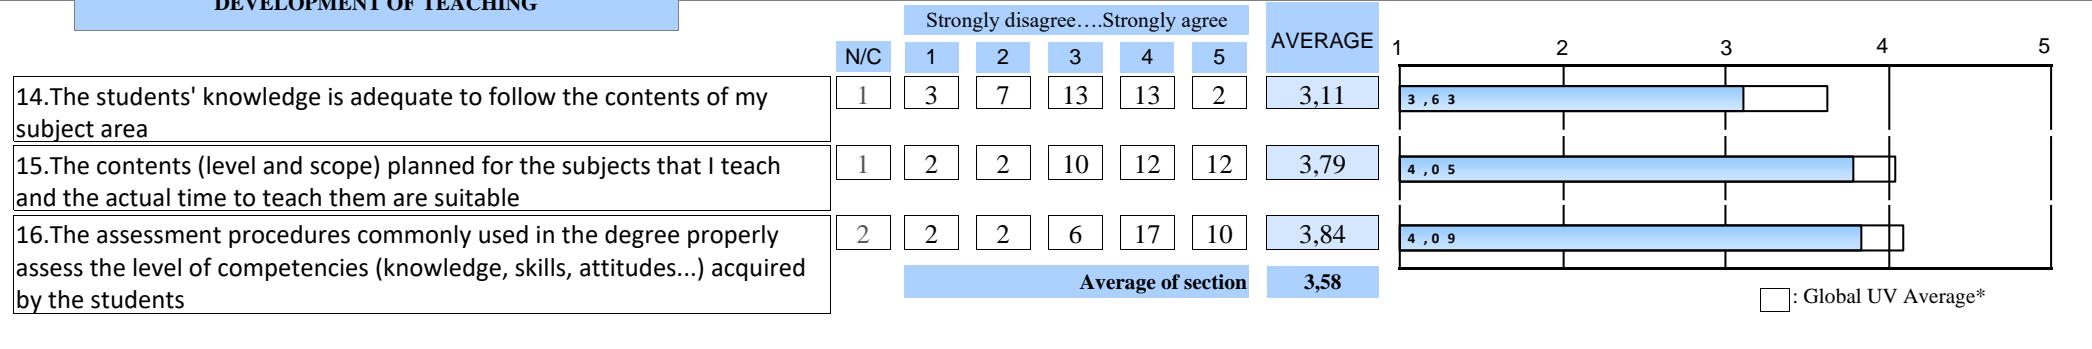 DEVELOPMENT OF TEACHING
Strongly disagree….Strongly agree
AVERAGE
N/C 1 2 3 4 5
1 2 3 4 5
14.The students' knowledge is adequate to follow the contents of my
subject area
1 3 7 13 13 2 3,11
3,63
15.The contents (level and scope) planned for the subjects that I teach
and the actual time to teach them are suitable
1 2 2 10 12 12 3,79
4,05
16.The assessment procedures commonly used in the degree properly
assess the level of competencies (knowledge, skills, attitudes...) acquired
by the students
2 2 2 6 17 10 3,84
4,09
Average of section 3,58
: Global UV Average*